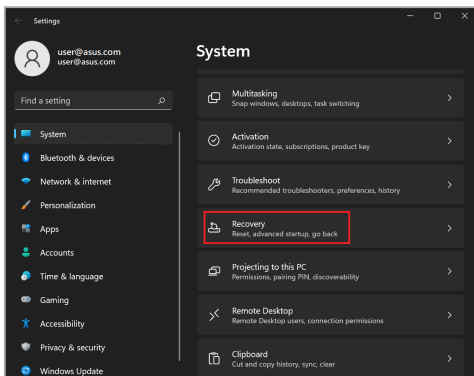 Settings
user@asus.com
user@asus.com
Find a setting
System
Bluetooth & devices
Network & internet
Personalization
Apps
Accounts
Time & language
Gaming
Accessibility
Privacy & security
Windows Update
System
Multitasking
Snap windows, desktops, task switching
Activation
Activation state, subscriptions, product key
Troubleshoot
Recommended troubleshooters, preferences, history
Recovery
Reset, advanced startup, go back
Projecting to this PC
Permissions, pairing PIN, discoverability
Remote Desktop
Remote Desktop users, connection permissions
Clipboard
Cut and copy history, sync, clear